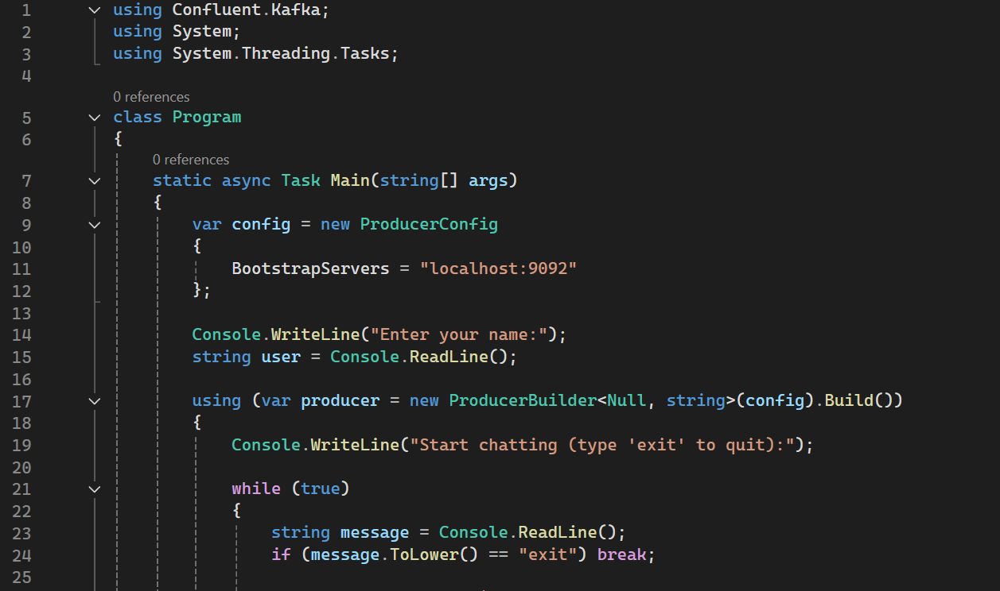 1 using Confluent.Kafka;
2 using System;
3 using System.Threading.Tasks;
4
0 references
5 class Program
6 {
0 references
7 static async Task Main(string[] args)
8 {
9 var config = new ProducerConfig
10 {
11 BootstrapServers = "localhost:9092"
12 };
13
14 Console.WriteLine("Enter your name:");
15 string user = Console.ReadLine();
16
17 using (var producer = new ProducerBuilder<Null, string>(config).Build())
18 {
19 Console.WriteLine("Start chatting (type 'exit' to quit):");
20
21 while (true)
22 {
23 string message = Console.ReadLine();
24 if (message.ToLower() == "exit") break;
25